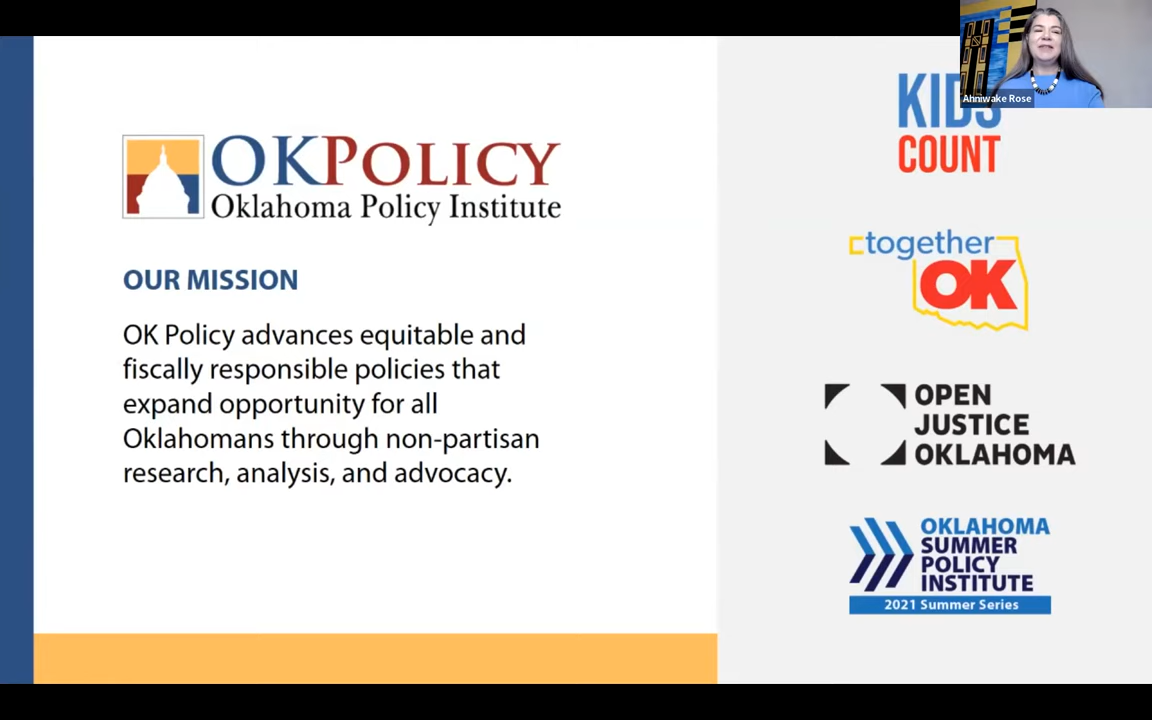 OKPOLICY
Oklahoma Policy Institute
OUR MISSION
OK Policy advances equitable and
fiscally responsible policies that
expand opportunity for all
Oklahomans through non-partisan
research, analysis, and advocacy.
Ahniwake Rose
KIDS
COUNT
together
OK
OPEN
JUSTICE
OKLAHOMA
OKLAHOMA
SUMMER
POLICY
INSTITUTE
2021 Summer Series